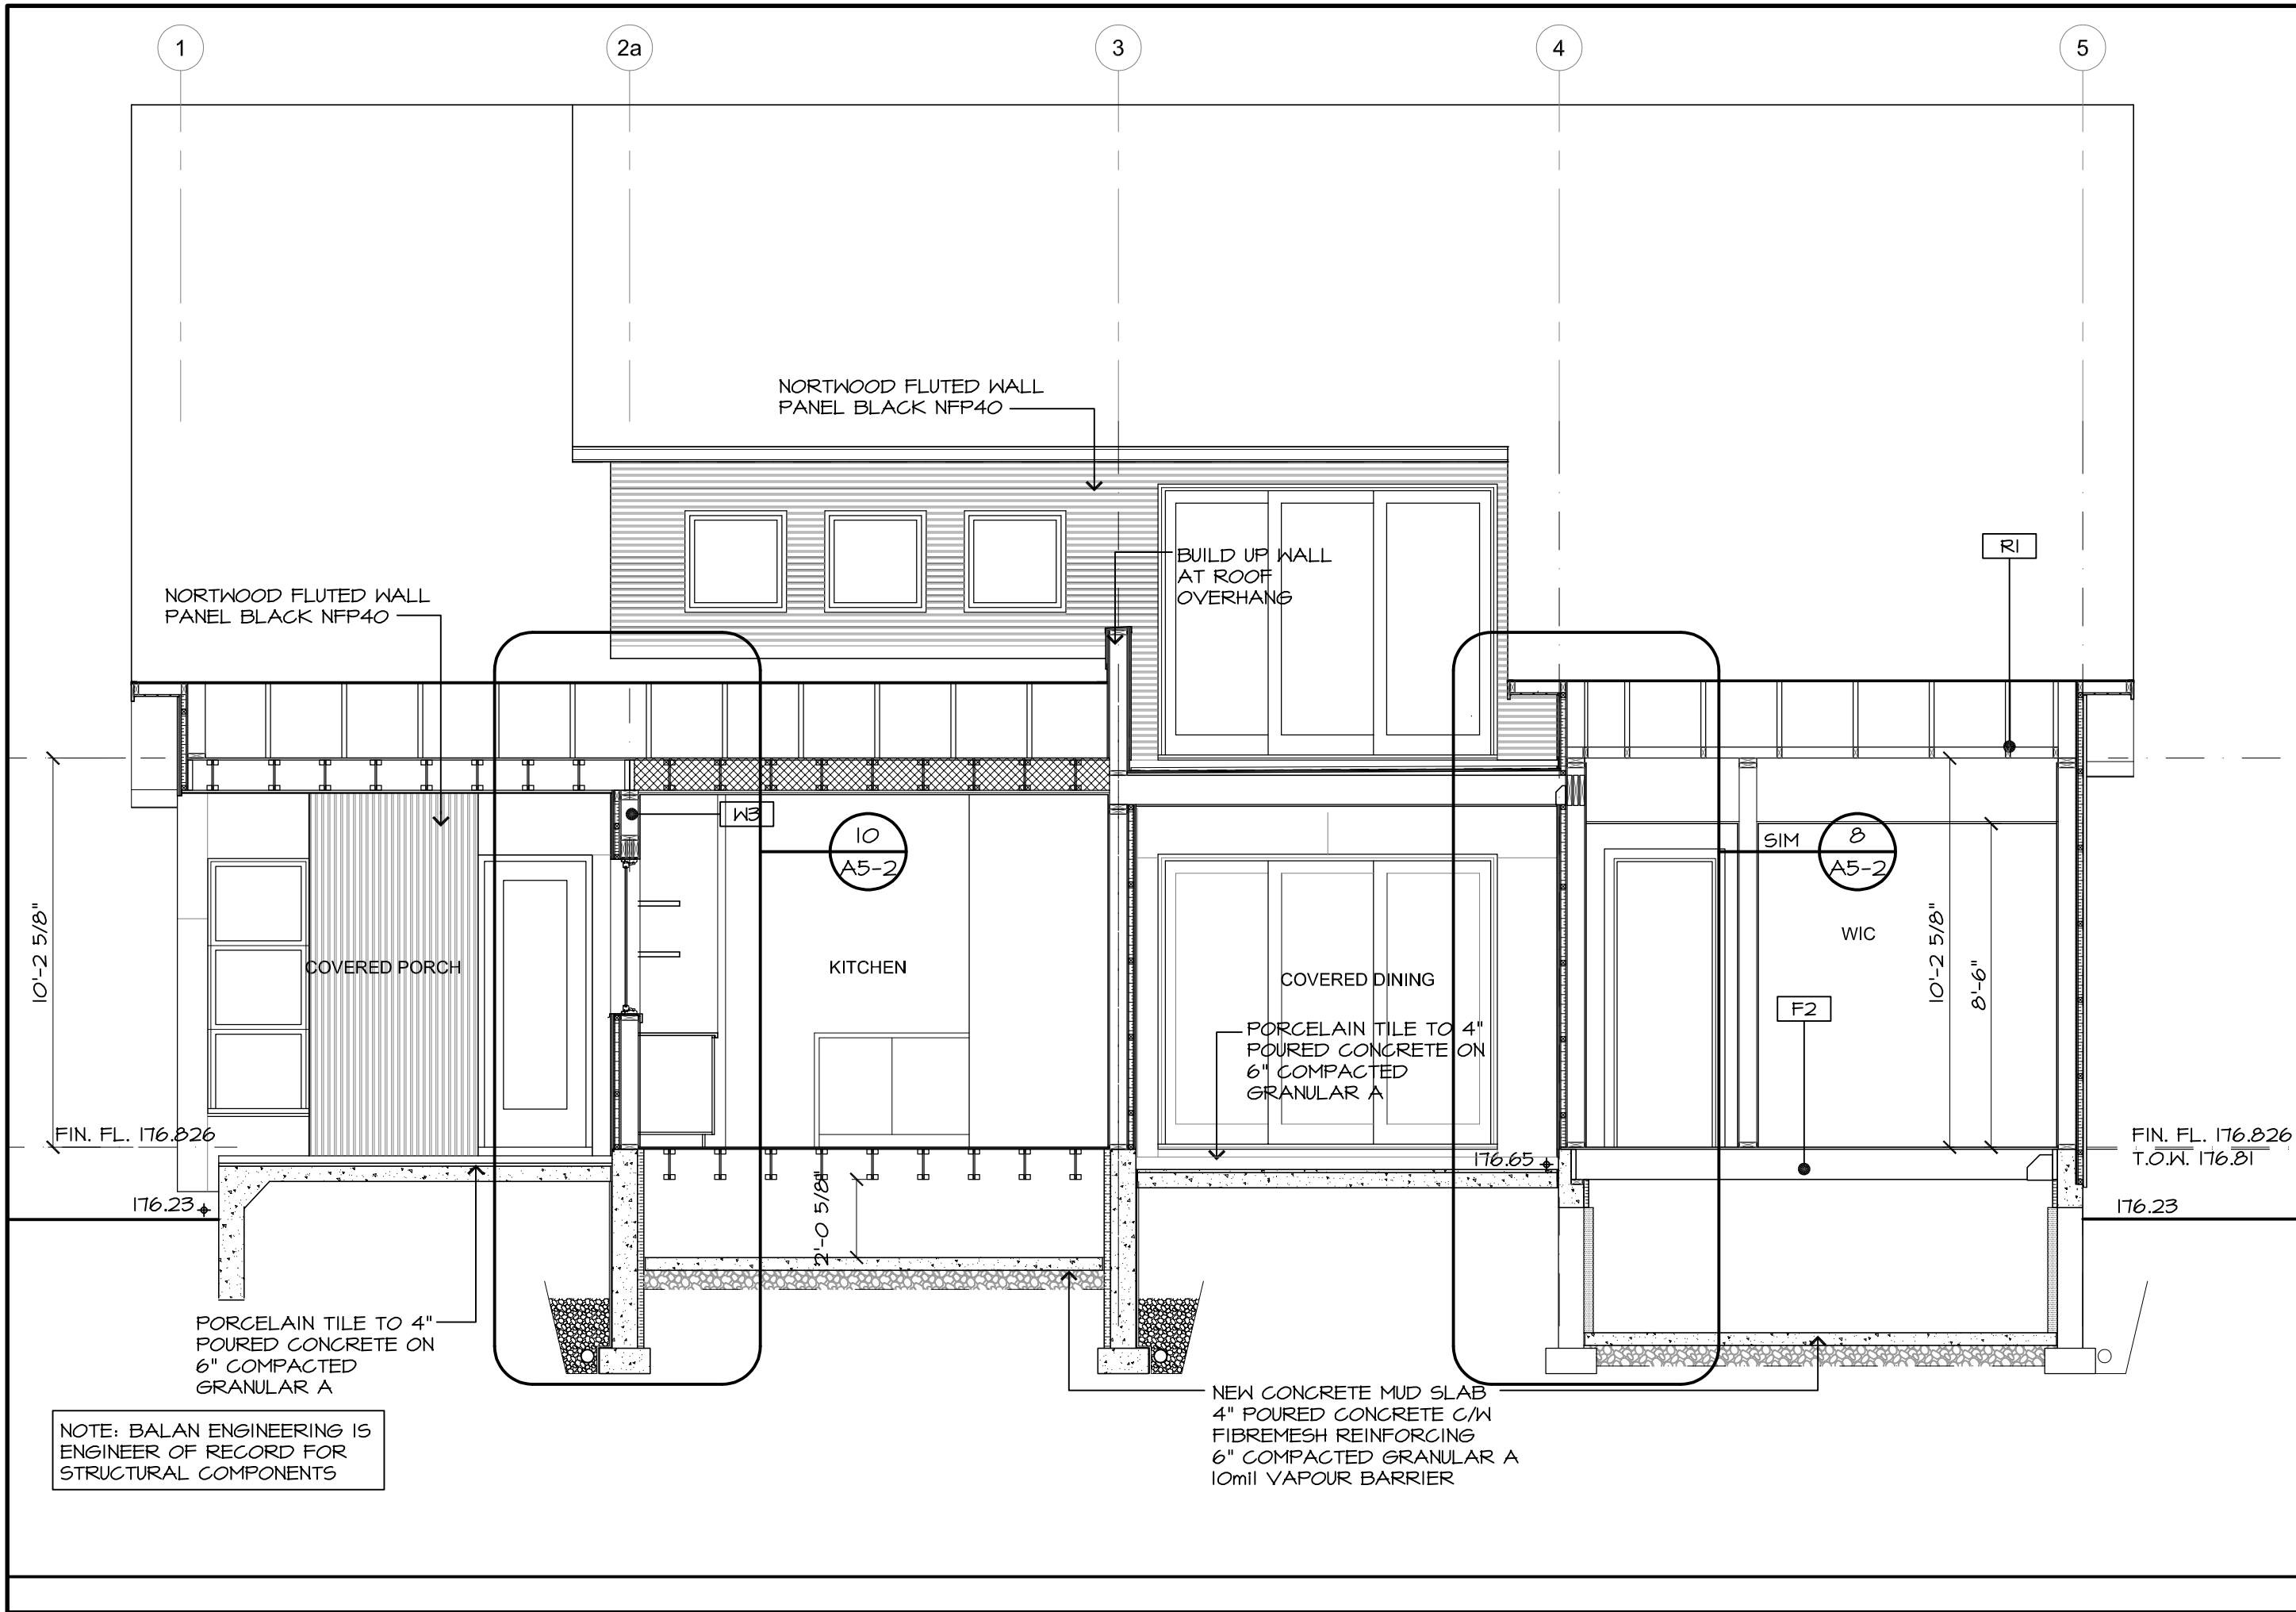 1
2a
3
4
5
NORTWOOD FLUTED WALL
PANEL BLACK NFP40
BUILD UP WALL
AT ROOF
OVERHANG
R1
NORTWOOD FLUTED WALL
PANEL BLACK NFP40
W3
10
A5-2
SIM
8
A5-2
WIC
10'-2 5/8"
COVERED PORCH
KITCHEN
COVERED DINING
10'-2 5/8"
8'-6"
F2
PORCELAIN TILE TO 4"
POURED CONCRETE ON
6" COMPACTED
GRANULAR A
FIN. FL. 176.826
FIN. FL. 176.826
T.O.W. 176.81
176.65
176.23
176.23
2'-0 5/8"
PORCELAIN TILE TO 4"
POURED CONCRETE ON
6" COMPACTED
GRANULAR A
NEW CONCRETE MUD SLAB
4" POURED CONCRETE C/W
FIBREMESH REINFORCING
6" COMPACTED GRANULAR A
10mil VAPOUR BARRIER
NOTE: BALAN ENGINEERING IS
ENGINEER OF RECORD FOR
STRUCTURAL COMPONENTS